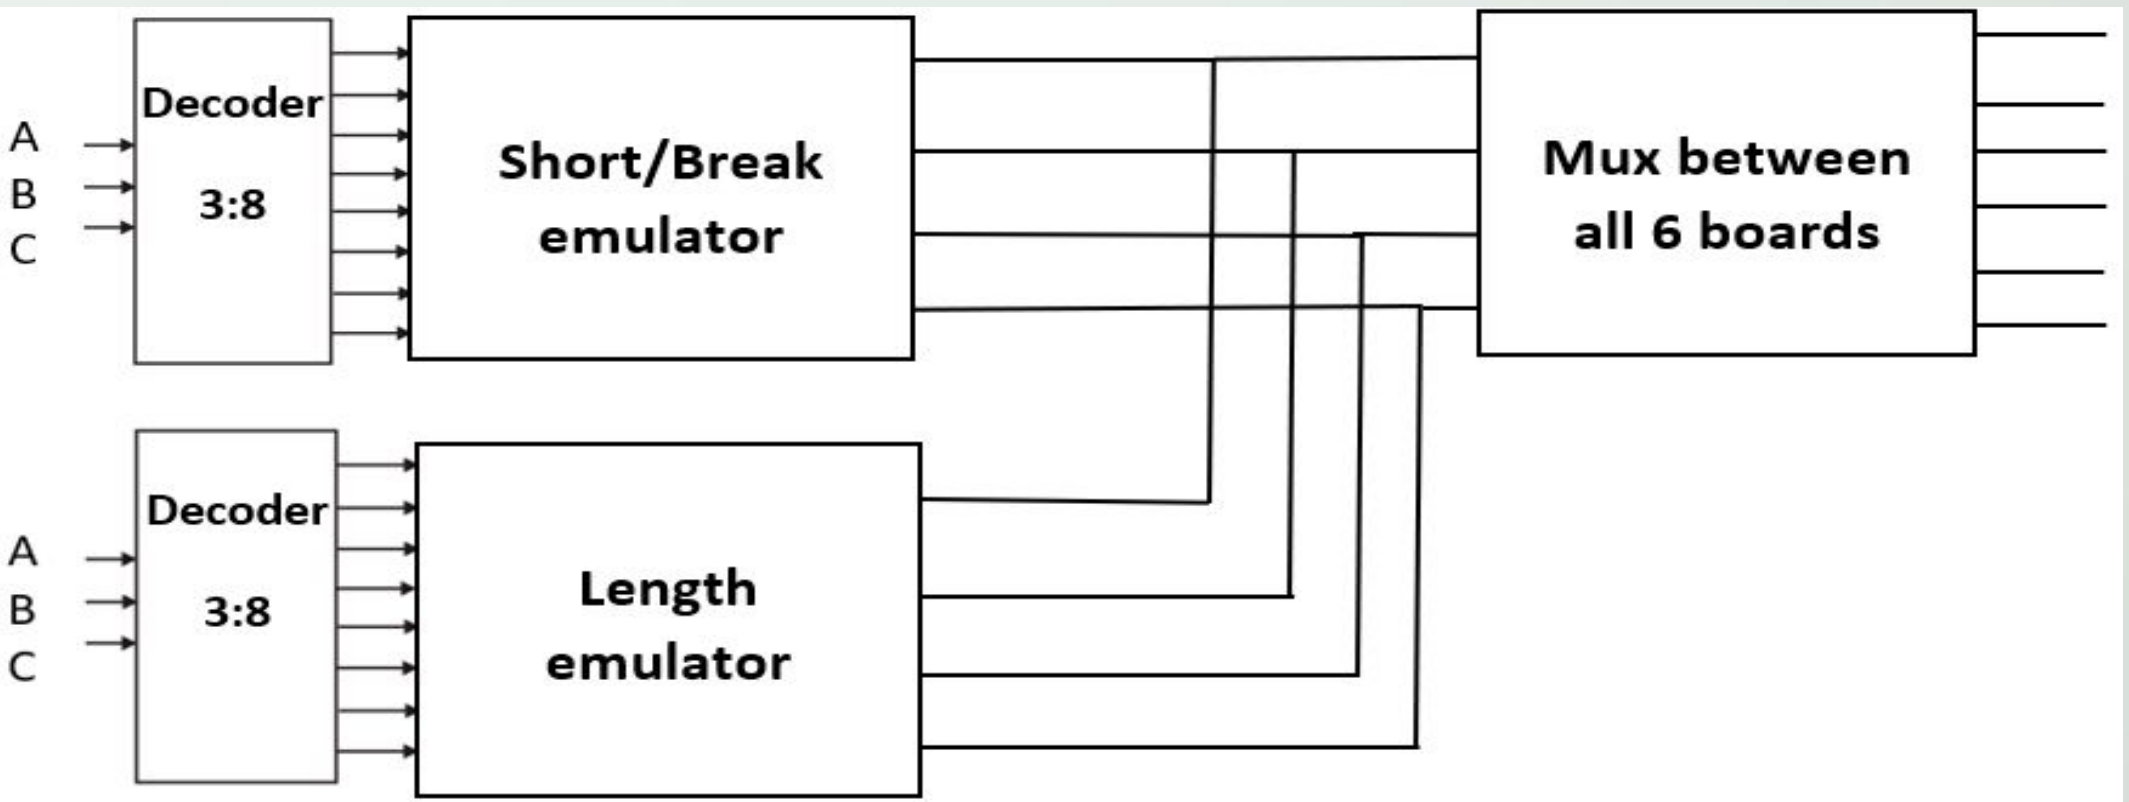 A
B
C
Decoder
3:8
Short/Break
emulator
Mux between
all 6 boards
A
B
C
Decoder
3:8
Length
emulator